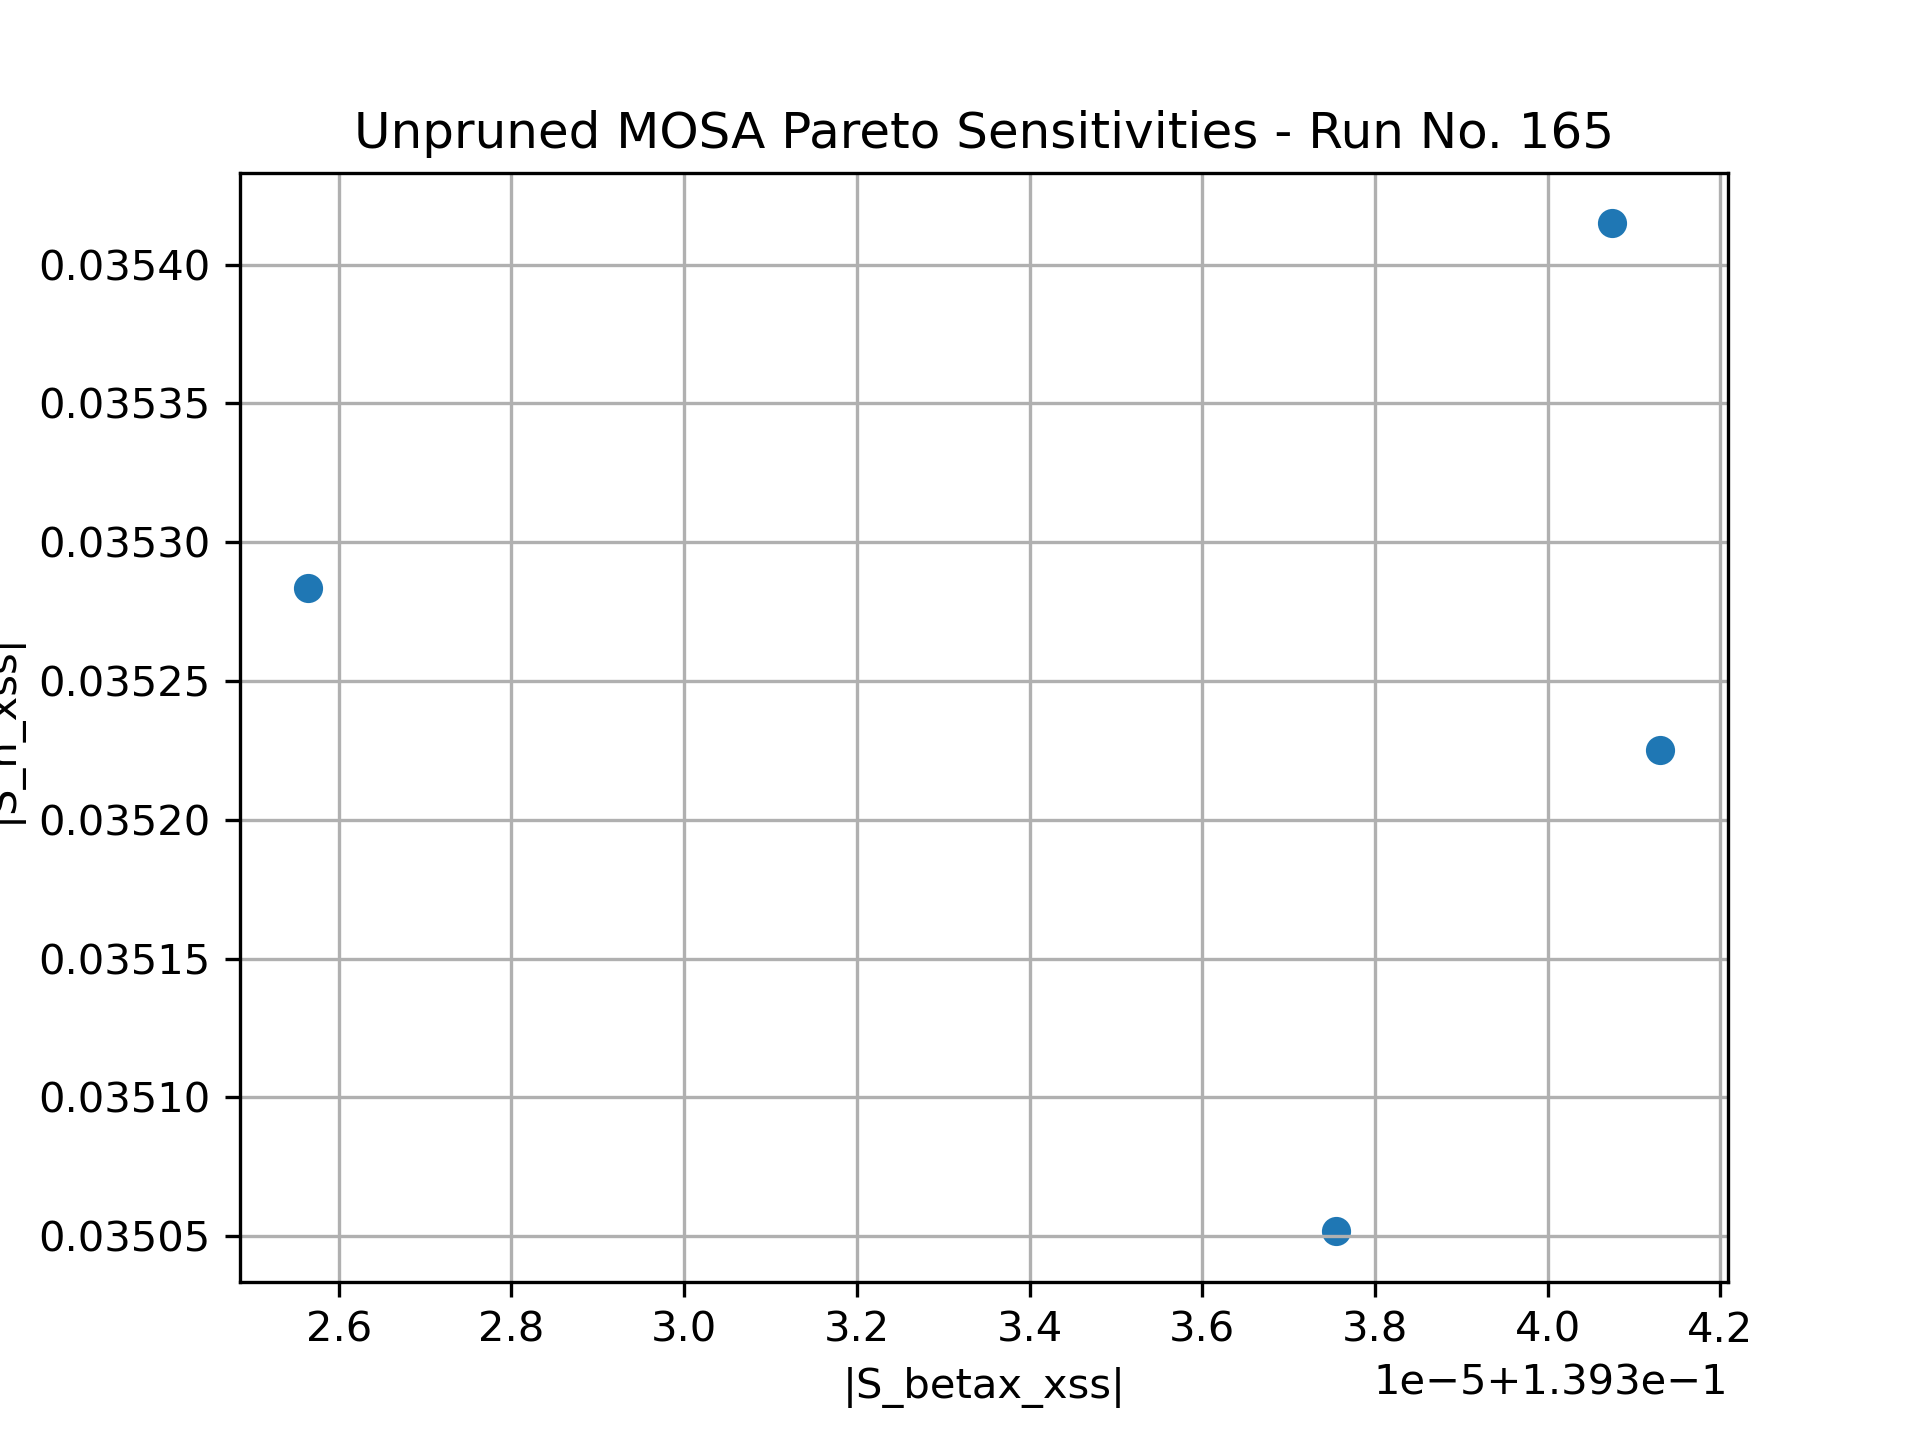 Unpruned MOSA Pareto Sensitivities - Run No. 165
0.03540
0.03535
0.03530
0.03525
0.03520
0.03515
0.03510
0.03505
|S_n_xss|
2.6 2.8 3.0 3.2 3.4 3.6 3.8 4.0 4.2
1e−5+1.393e−1
|S_betax_xss|